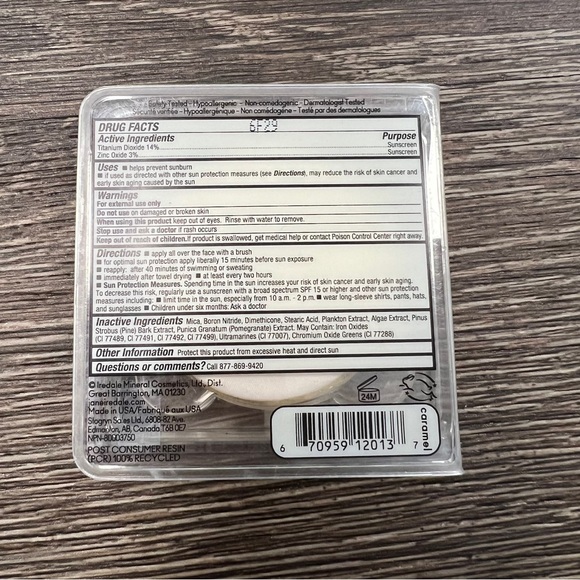 Safety Tested - Hypoallergenic - Non-comedogenic - Dermatologist Tested
Sécurité vérifiée - Hypoallergénique - Non comédogène - Testé par des dermatologues
6F29
DRUG FACTS
Active Ingredients Purpose
Titanium Dioxide 14% Sunscreen
Zinc Oxide 3% Sunscreen
Uses ■ helps prevent sunburn
■ if used as directed with other sun protection measures (see Directions), may reduce the risk of skin cancer and
early skin aging caused by the sun
Warnings
For external use only
Do not use on damaged or broken skin
When using this product keep out of eyes. Rinse with water to remove.
Stop use and ask a doctor if rash occurs
Keep out of reach of children. If product is swallowed, get medical help or contact Poison Control Center right away.
Directions ■ apply all over the face with a brush
■ for optimal sun protection apply liberally 15 minutes before sun exposure
■ reapply: after 40 minutes of swimming or sweating
■ immediately after towel drying ■ at least every two hours
■ Sun Protection Measures. Spending time in the sun increases your risk of skin cancer and early skin aging.
To decrease this risk, regularly use a sunscreen with a broad spectrum SPF 15 or higher and other sun protection
measures including: ■ limit time in the sun, especially from 10 a.m. - 2 p.m. ■ wear long-sleeve shirts, pants, hats,
and sunglasses ■ Children under six months: Ask a doctor
Inactive Ingredients Mica, Boron Nitride, Dimethicone, Stearic Acid, Plankton Extract, Algae Extract, Pinus
Strobus (Pine) Bark Extract, Punica Granatum (Pomegranate) Extract. May Contain: Iron Oxides
(CI 77489, CI 77491, CI 77492, CI 77499), Ultramarines (CI 77007), Chromium Oxide Greens (CI 77288)
Other Information Protect this product from excessive heat and direct sun
Questions or comments? Call 877-869-9420
© Iredale Mineral Cosmetics, Ltd., Dist.
Great Barrington, MA 01230
janeiredale.com
Made in USA/Fabriqué aux USA
Slogryn Sales Ltd., 6808-82 Ave.
Edmonton, AB, Canada T6B 0E7
NPN-80003750
POST CONSUMER RESIN
(PCR) 100% RECYCLED
24M
6 70959 12013 7
caramel